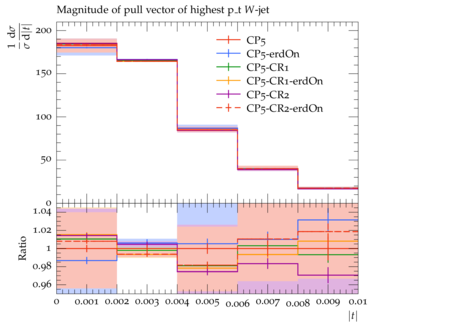 Magnitude of pull vector of highest p_t W-jet
1/σ dσ/d|t|
200
150
100
50
0
CP5
CP5-erdOn
CP5-CR1
CP5-CR1-erdOn
CP5-CR2
CP5-CR2-erdOn
Ratio
1.04
1.02
1.0
0.98
0.96
0 0.001 0.002 0.003 0.004 0.005 0.006 0.007 0.008 0.009 0.01
|t|